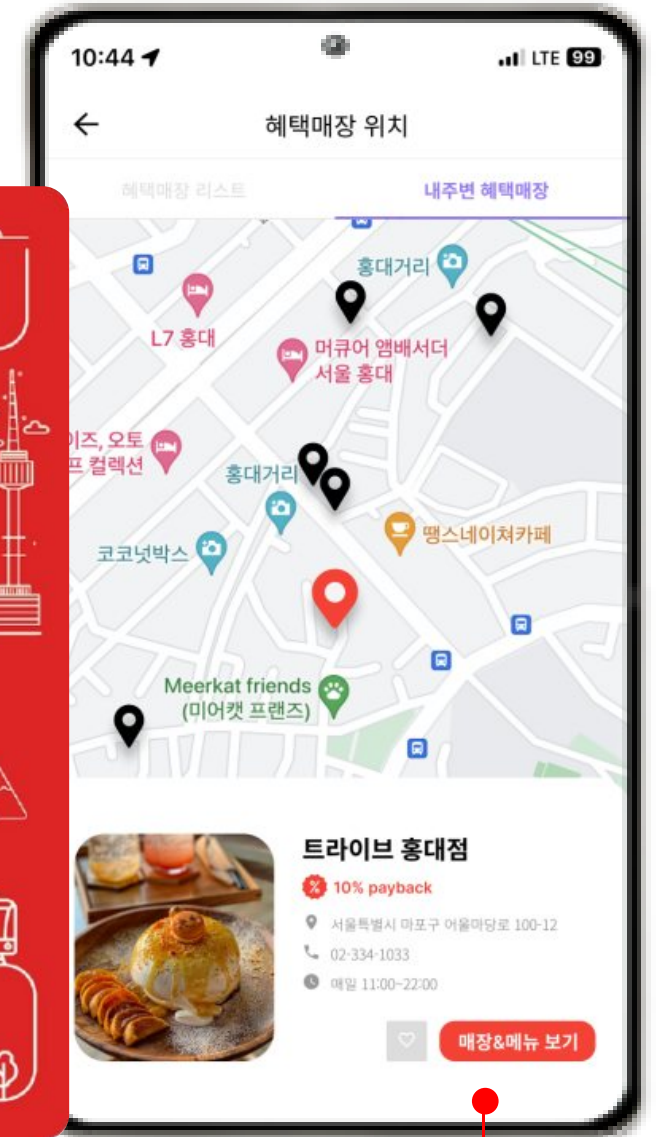 10:44
LTE 99
혜택매장 위치
혜택매장 리스트
내주변 혜택매장
홍대거리
L7 홍대
머큐어 앰배서더
서울 홍대
이즈, 오토
프 컬렉션
홍대거리
땡스네이쳐카페
코코넛박스
Meerkat friends
(미어캣 프랜즈)
트라이브 홍대점
10% payback
서울특별시 마포구 어울마당로 100-12
02-334-1033
매일 11:00~22:00
매장&메뉴 보기